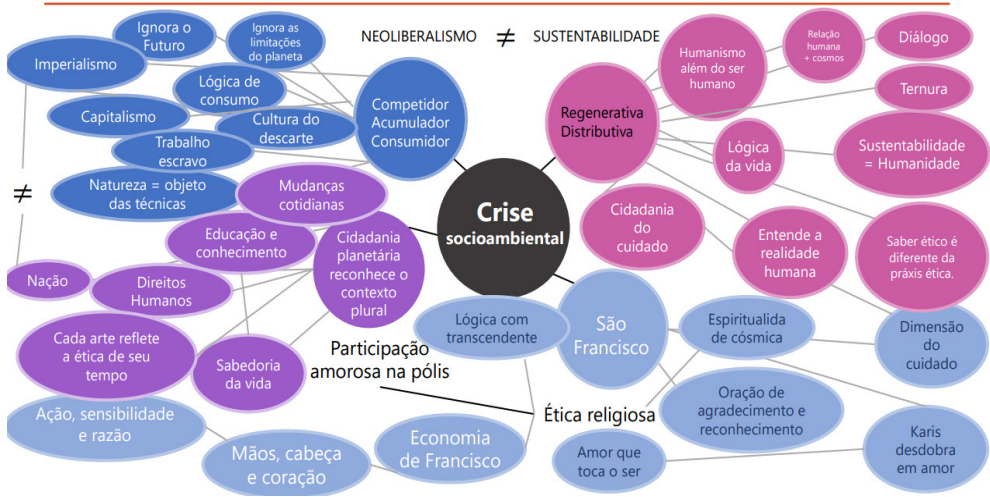 NEOLIBERALISMO ≠ SUSTENTABILIDADE
Ignora o
Futuro
Ignora as
limitações
do planeta
Imperialismo
Lógica de
consumo
Capitalismo
Cultura do
descarte
Trabalho
escravo
Natureza = objeto
das técnicas
Competidor
Acumulador
Consumidor
≠
Mudanças
cotidianas
Educação e
conhecimento
Cidadania
planetária
reconhece o
contexto
plural
Nação
Direitos
Humanos
Cada arte reflete
a ética de seu
tempo
Sabedoria
da vida
Crise
socioambiental
Regenerativa
Distributiva
Humanismo
além do ser
humano
Relação
humana
+ cosmos
Diálogo
Ternura
Lógica
da vida
Sustentabilidade
= Humanidade
Cidadania
do
cuidado
Entende a
realidade
humana
Saber ético é
diferente da
práxis ética.
São
Francisco
Lógica com
transcendente
Espiritualida
de cósmica
Dimensão
do
cuidado
Participação
amorosa na pólis
Ética religiosa
Oração de
agradecimento e
reconhecimento
Ação, sensibilidade
e razão
Mãos, cabeça
e coração
Economia
de Francisco
Amor que
toca o ser
Karis
desdobra
em amor